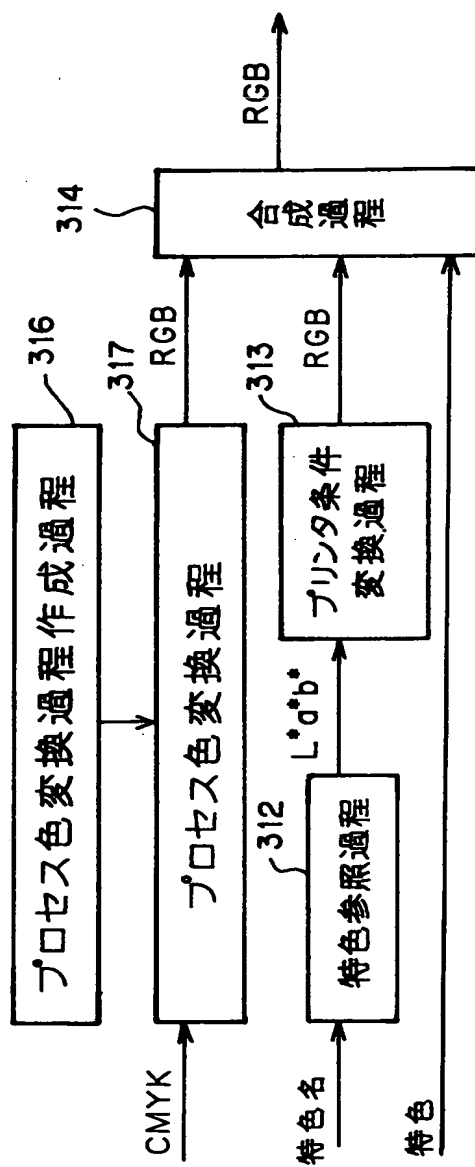 316
プロセス色変換過程作成過程
CMYK
317
プロセス色変換過程
RGB
314
合成過程
RGB
特色名
312
特色参照過程
L*a*b*
313
プリンタ条件
変換過程
RGB
特色